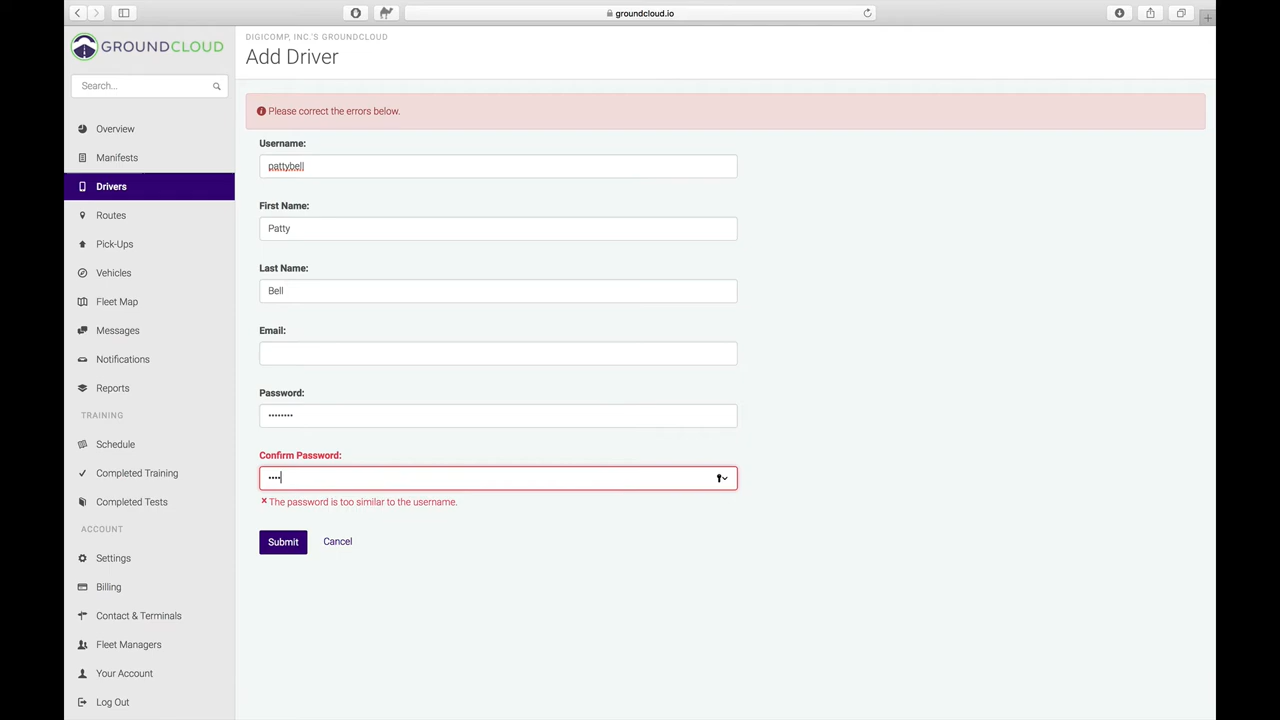 groundcloud.io
GROUNDCLOUD
Search...
Overview
Manifests
Drivers
Routes
Pick-Ups
Vehicles
Fleet Map
Messages
Notifications
Reports
TRAINING
Schedule
Completed Training
Completed Tests
ACCOUNT
Settings
Billing
Contact & Terminals
Fleet Managers
Your Account
Log Out
DIGICOMP, INC.'S GROUNDCLOUD
Add Driver
Please correct the errors below.
Username:
pattybell
First Name:
Patty
Last Name:
Bell
Email:
Password:
••••••••
Confirm Password:
••••
The password is too similar to the username.
Submit Cancel